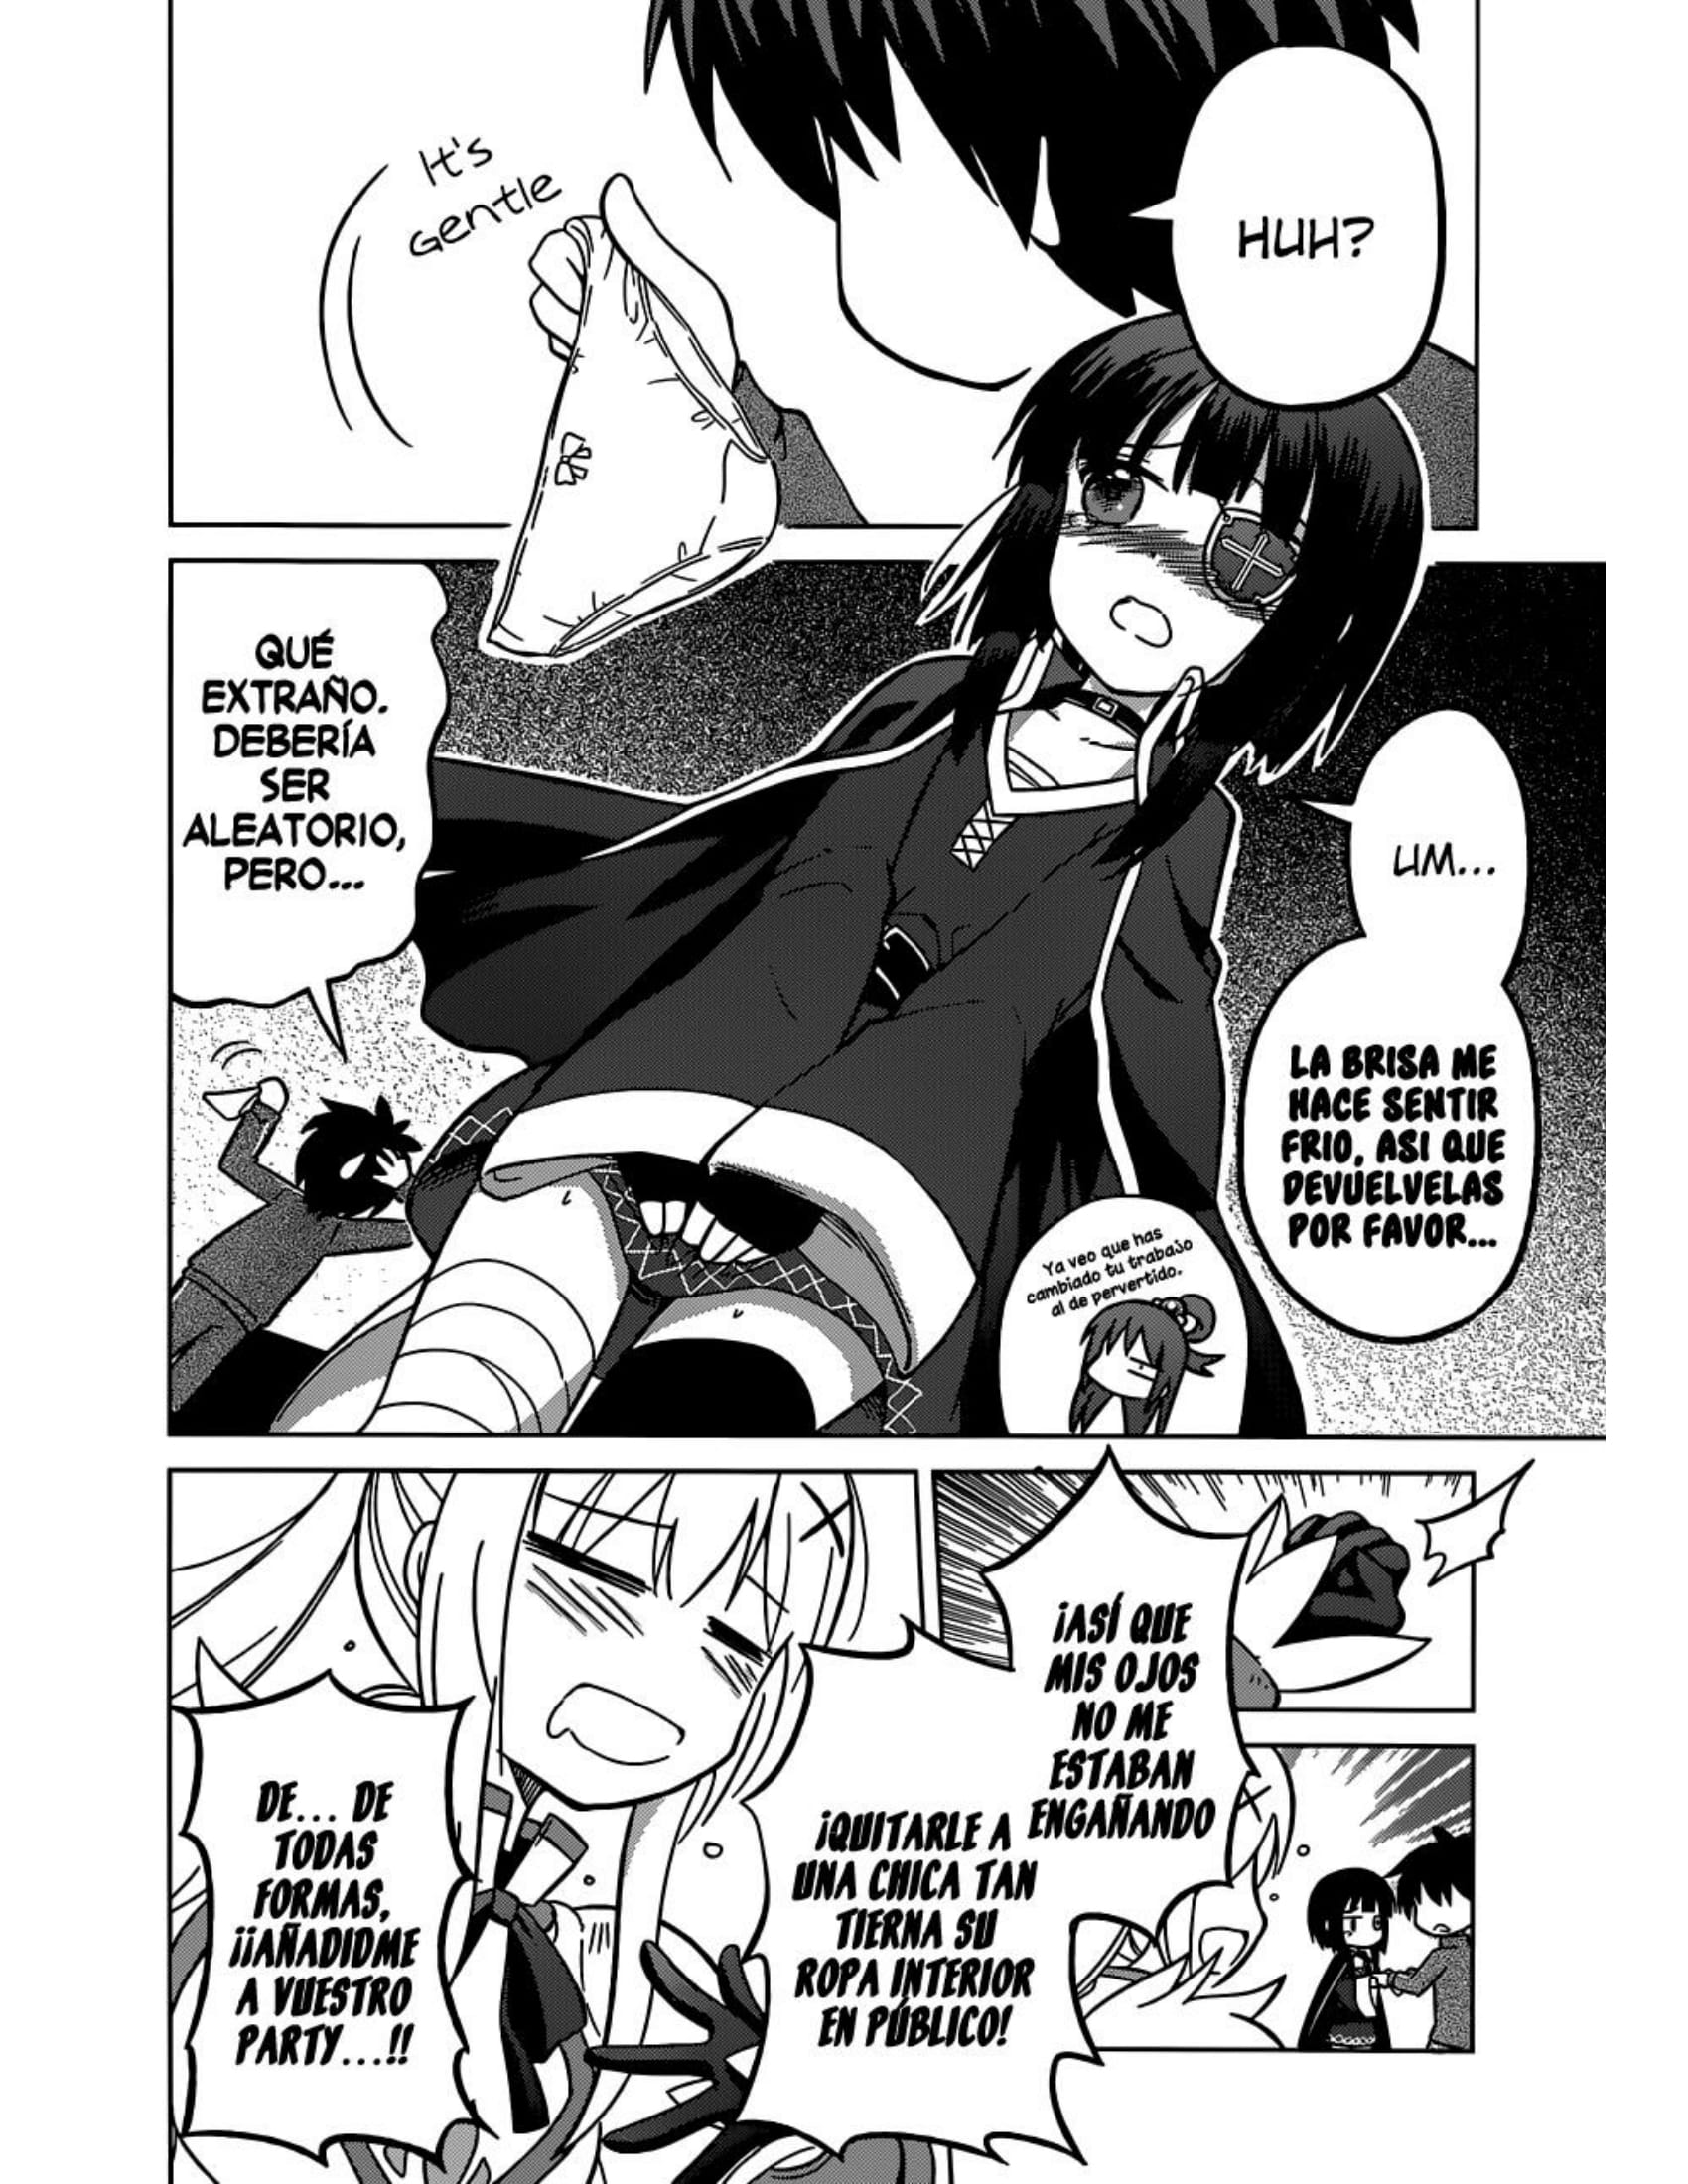 HUH?
It's
Gentle
UM...
LA BRISA ME
HACE SENTIR
FRIO, ASI QUE
DEVUELVELAS
POR FAVOR...
QUÉ
EXTRAÑO.
DEBERÍA
SER
ALEATORIO,
PERO...
Ya veo que has
cambiado tu trabajo
al de pervertido.
¡ASÍ QUE
MIS OJOS
NO ME
ESTABAN
ENGAÑANDO
¡QUITARLE A
UNA CHICA TAN
TIERNA SU
ROPA INTERIOR
EN PÚBLICO!
DE... DE
TODAS
FORMAS,
¡¡AÑADIDME
A VUESTRO
PARTY...!!